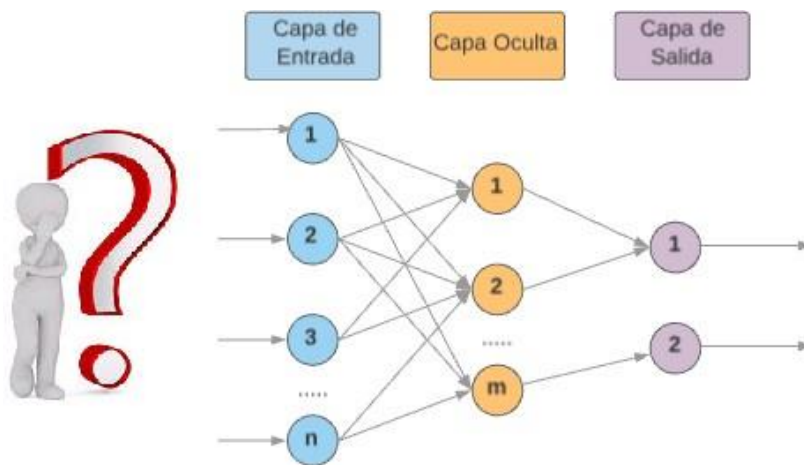 Capa de
Entrada
Capa Oculta
Capa de
Salida
1
2
3
.....
n
1
2
.....
m
1
2